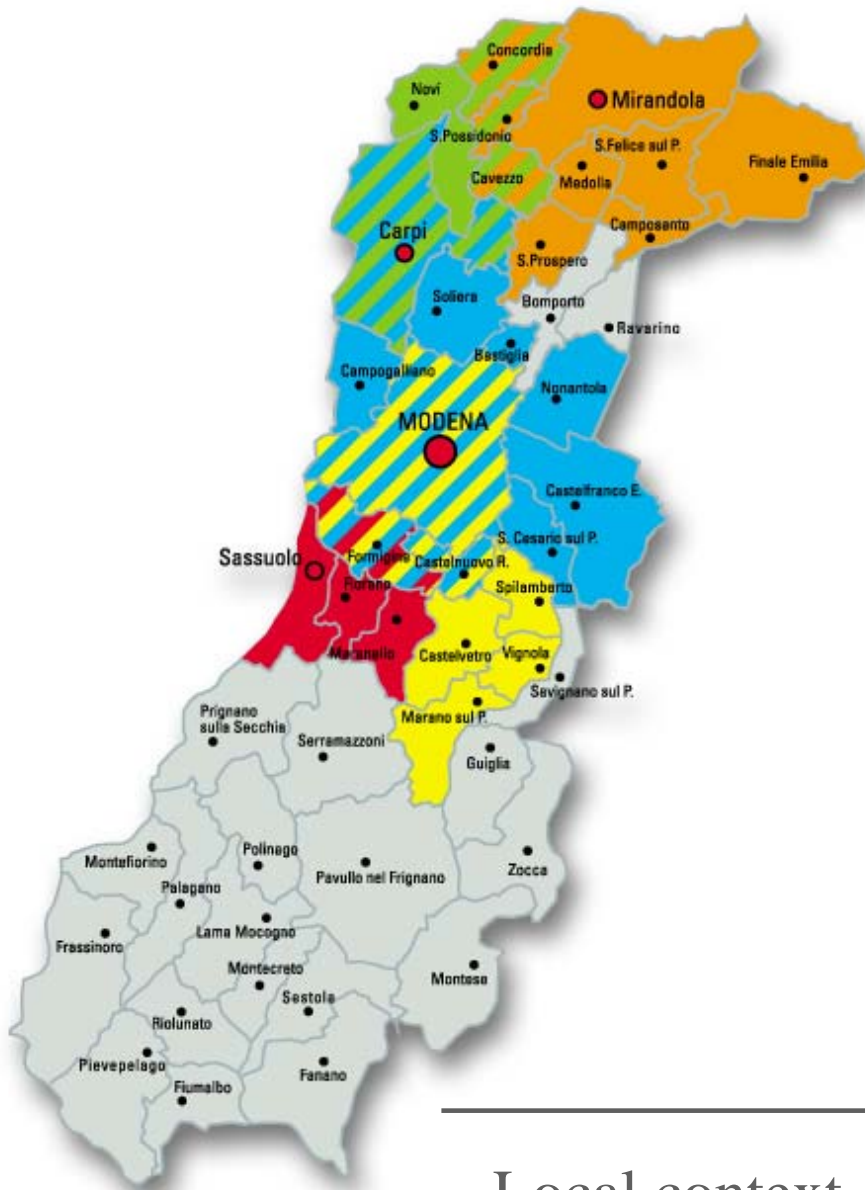 Concordia
Novi
Mirandola
S.Possidonio
S.Felice sul P.
Finale Emilia
Cavezzo
Medolla
Camposanto
Carpi
S.Prospero
Soliera
Bomporto
Ravarino
Bastiglia
Campogalliano
Nonantola
MODENA
Castelfranco E.
S. Cesario sul P.
Sassuolo
Formigine
Castelnuovo R.
Fiorano
Spilamberto
Maranello
Castelvetro
Vignola
Savignano sul P.
Marano sul P.
Prignano
sulla Secchia
Serramazzoni
Guiglia
Montefiorino
Polinago
Pavullo nel Frignano
Zocca
Palagano
Lama Mocogno
Frassinoro
Montecreto
Montese
Sestola
Riolunato
Pievepelago
Fanano
Fiumalbo
Local context